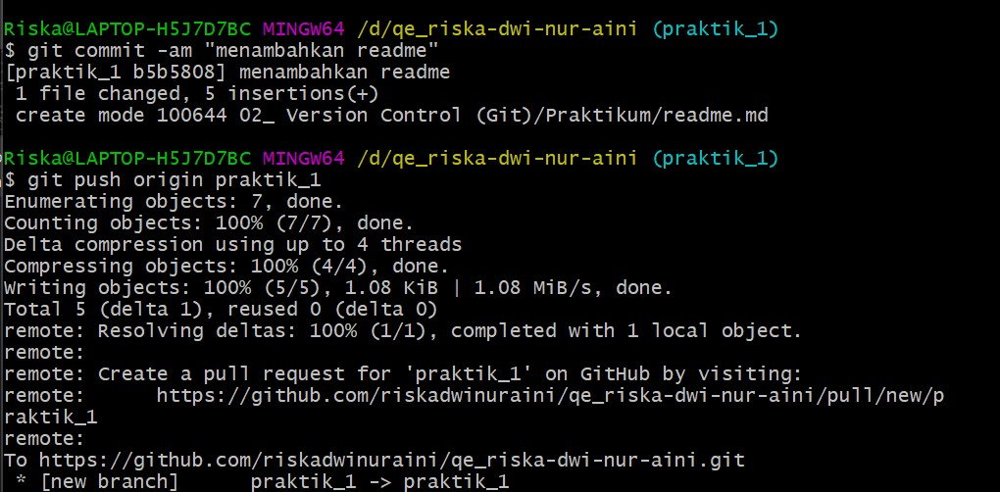 Riska@LAPTOP-H5J7D7BC MINGW64 /d/qe_riska-dwi-nur-aini (praktik_1)
$ git commit -am "menambahkan readme"
[praktik_1 b5b5808] menambahkan readme
 1 file changed, 5 insertions(+)
 create mode 100644 02_ Version Control (Git)/Praktikum/readme.md
Riska@LAPTOP-H5J7D7BC MINGW64 /d/qe_riska-dwi-nur-aini (praktik_1)
$ git push origin praktik_1
Enumerating objects: 7, done.
Counting objects: 100% (7/7), done.
Delta compression using up to 4 threads
Compressing objects: 100% (4/4), done.
Writing objects: 100% (5/5), 1.08 KiB | 1.08 MiB/s, done.
Total 5 (delta 1), reused 0 (delta 0)
remote: Resolving deltas: 100% (1/1), completed with 1 local object.
remote:
remote: Create a pull request for 'praktik_1' on GitHub by visiting:
remote:      https://github.com/riskadwinuraini/qe_riska-dwi-nur-aini/pull/new/p
raktik_1
remote:
To https://github.com/riskadwinuraini/qe_riska-dwi-nur-aini.git
 * [new branch]      praktik_1 -> praktik_1